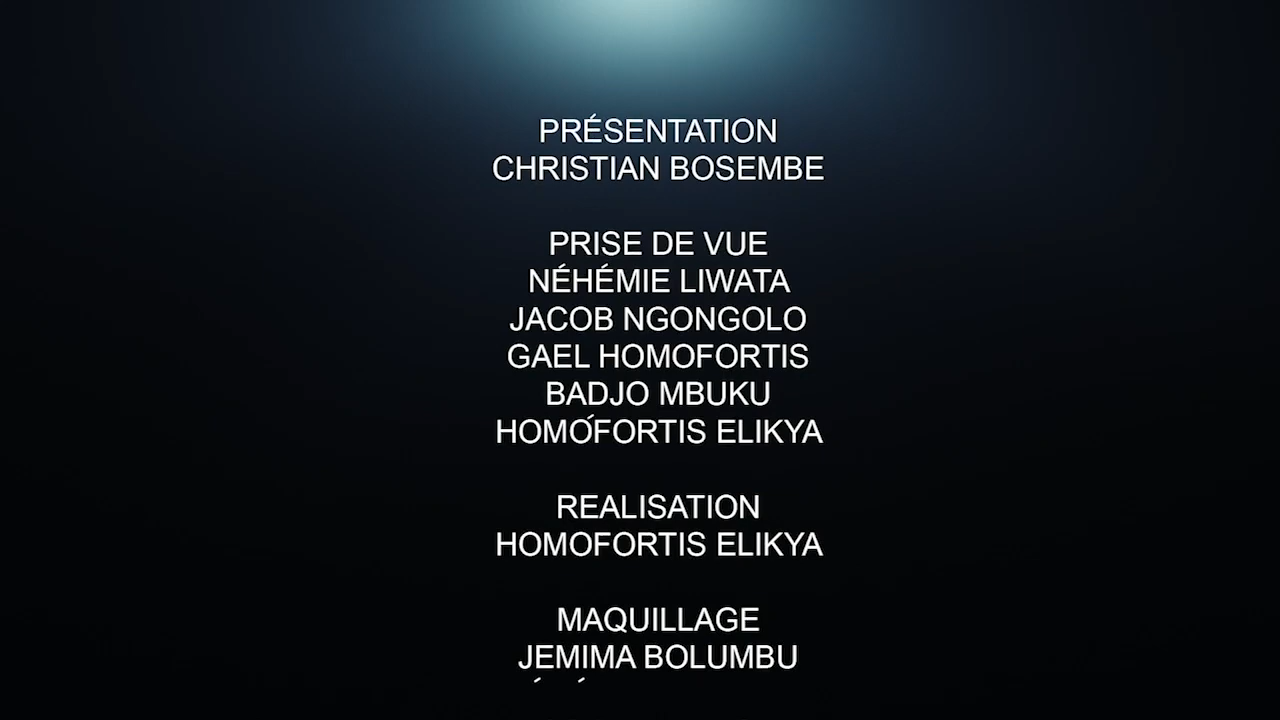 PRÉSENTATION
CHRISTIAN BOSEMBE
PRISE DE VUE
NÉHÉMIE LIWATA
JACOB NGONGOLO
GAEL HOMOFORTIS
BADJO MBUKU
HOMOFORTIS ELIKYA
REALISATION
HOMOFORTIS ELIKYA
MAQUILLAGE
JEMIMA BOLUMBU